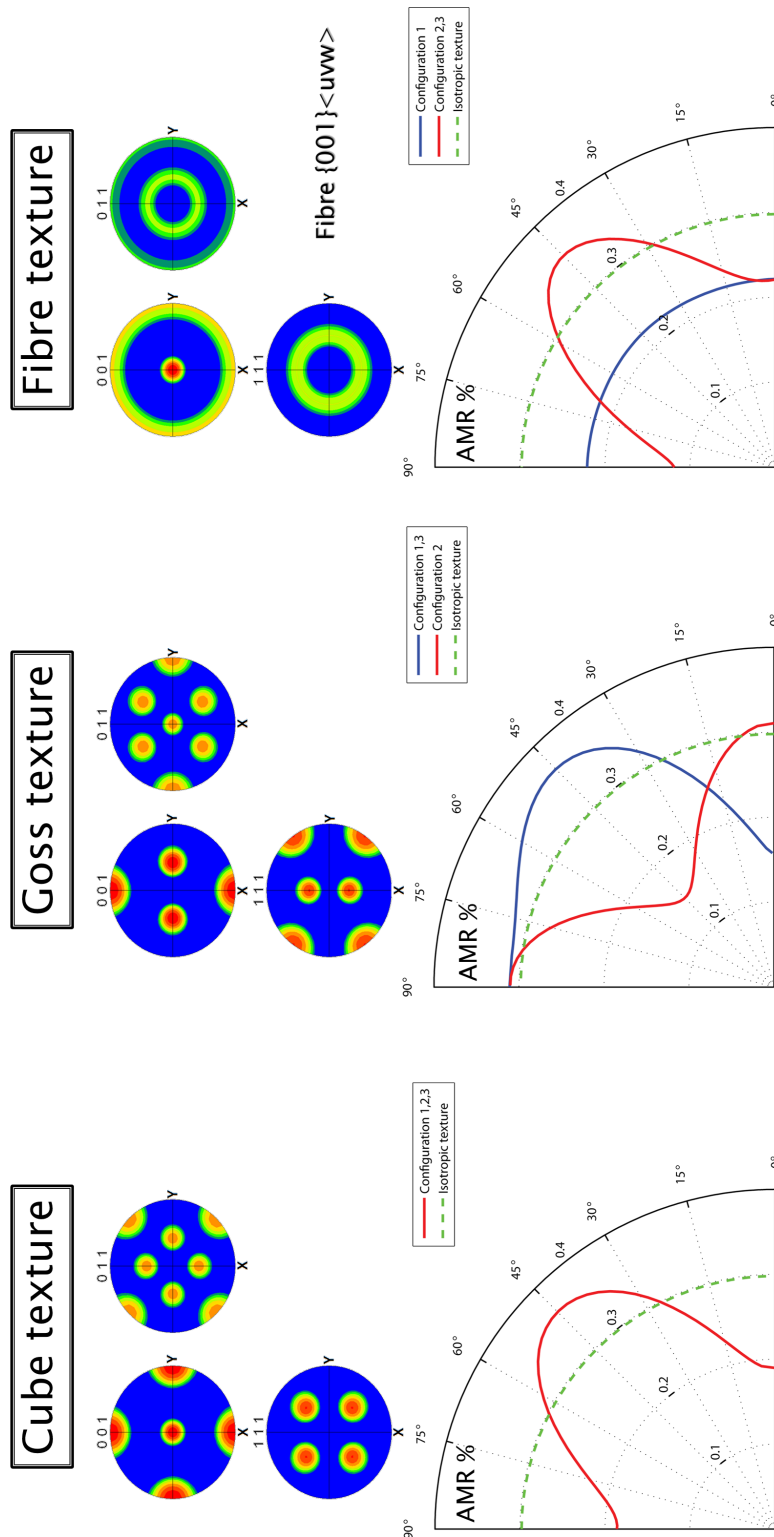 Cube texture
0 0 1
Y
X
0 1 1
Y
X
1 1 1
Y
X
Configuration 1,2,3
Isotropic texture
AMR %
90°
75°
60°
45°
30°
15°
0°
0.1
0.2
0.3
0.4
Goss texture
0 0 1
Y
X
0 1 1
Y
X
1 1 1
Y
X
Configuration 1,3
Configuration 2
Isotropic texture
AMR %
90°
75°
60°
45°
30°
15°
0°
0.1
0.2
0.3
0.4
Fibre texture
0 0 1
Y
X
0 1 1
Y
X
1 1 1
Y
X
Fibre {001}<uvw>
Configuration 1
Configuration 2,3
Isotropic texture
AMR %
90°
75°
60°
45°
30°
15°
0°
0.1
0.2
0.3
0.4